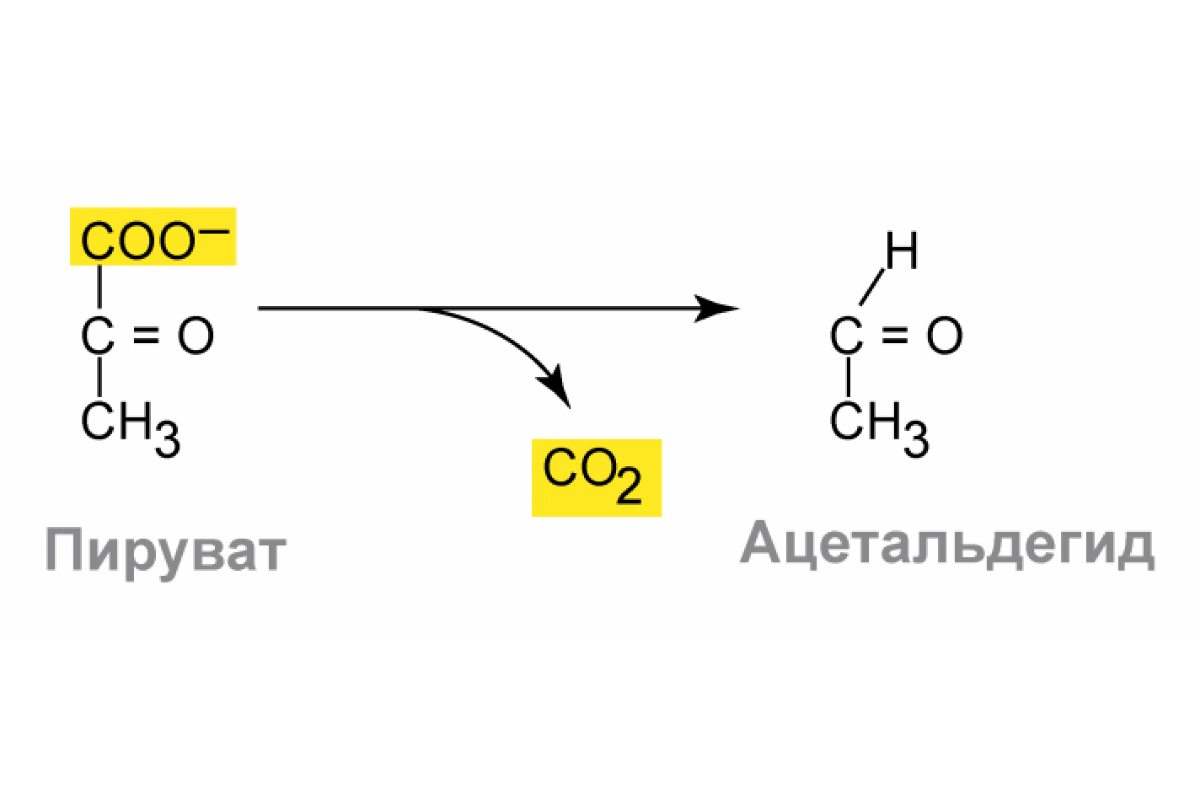 COO⁻
C = O
CH₃
Пируват
CO₂
H
C = O
CH₃
Ацетальдегид